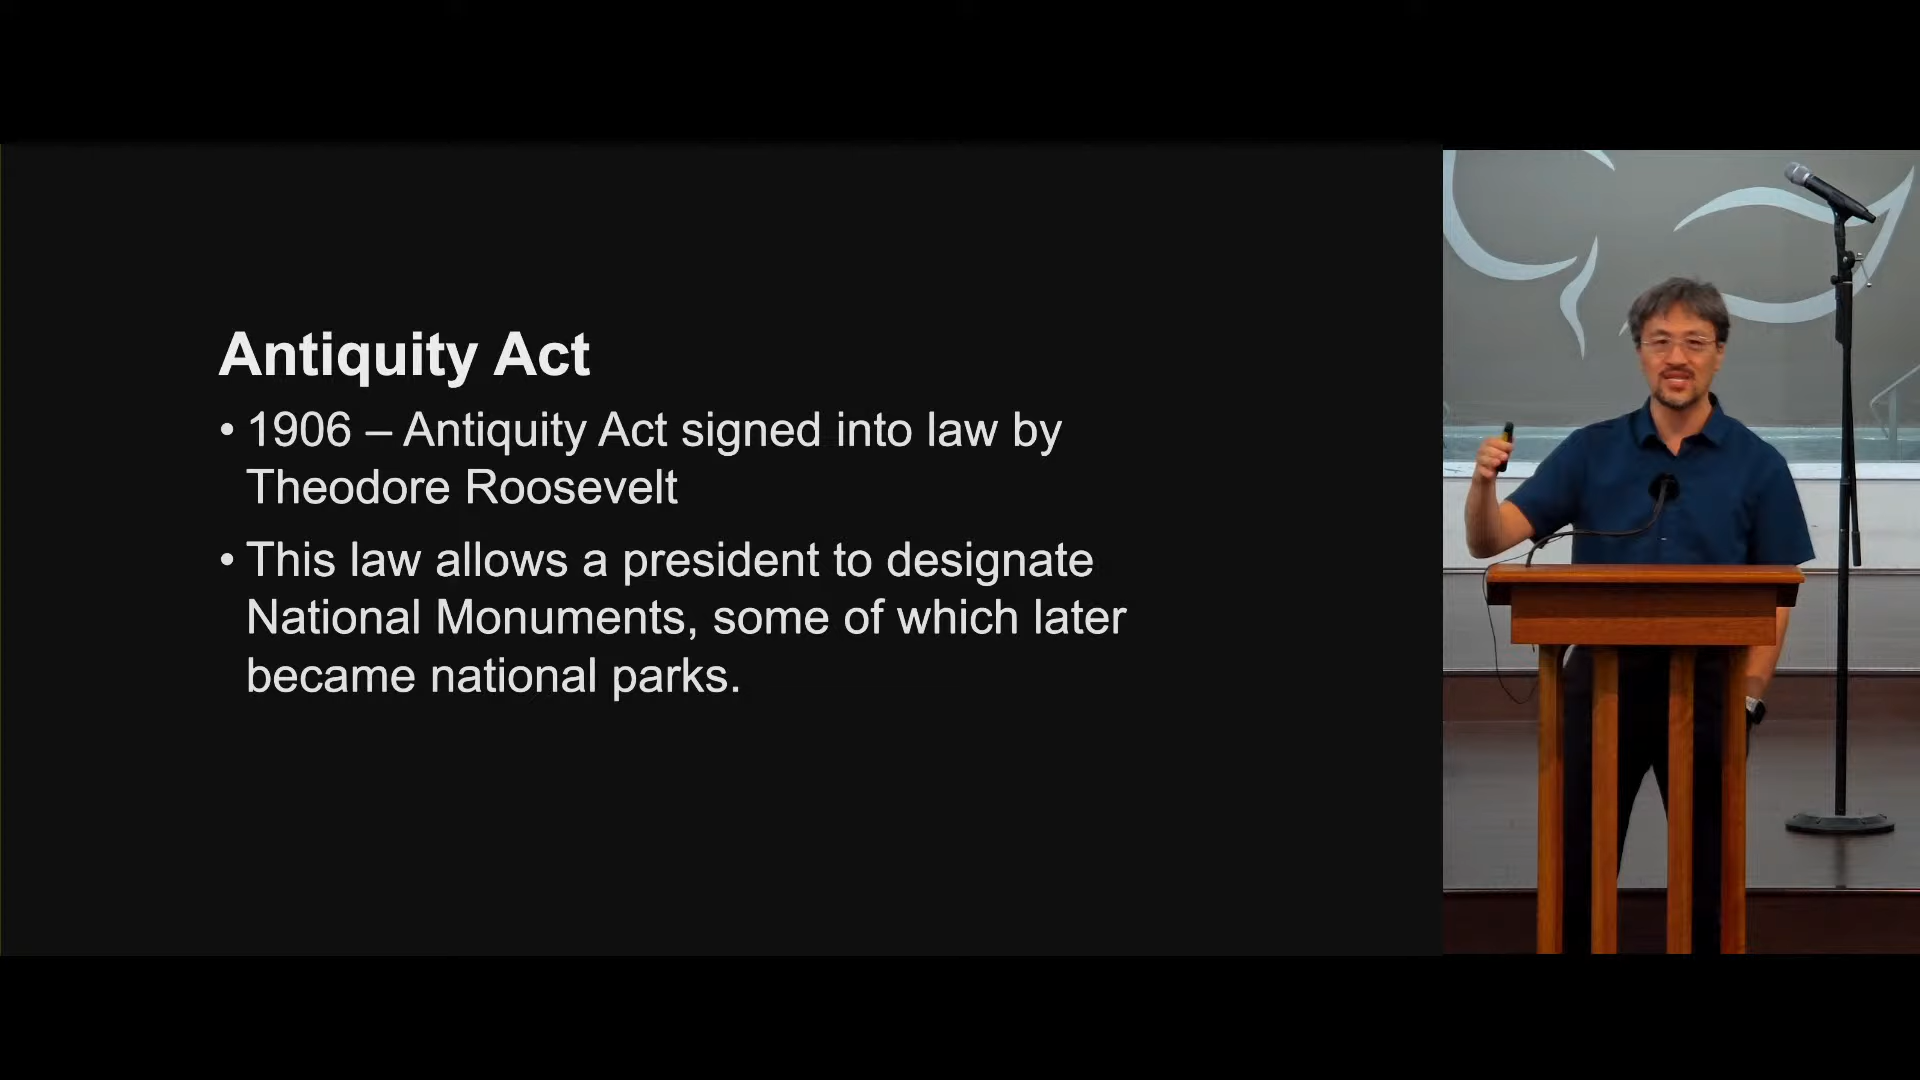 Antiquity Act
• 1906 – Antiquity Act signed into law by
Theodore Roosevelt
• This law allows a president to designate
National Monuments, some of which later
became national parks.